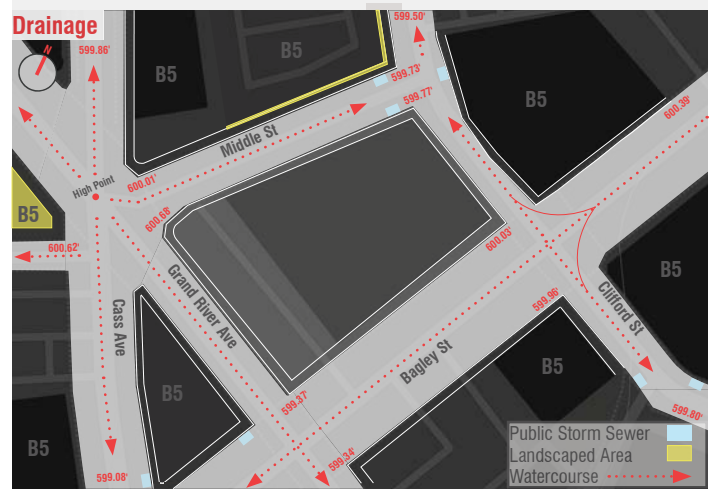 Drainage
N
599.86'
599.50'
B5
B5
599.73'
599.77'
B5
600.39'
Middle St
High Point
600.01'
600.68'
B5
600.62'
600.03'
B5
Grand River Ave
Cass Ave
599.96'
Clifford St
Bagley St
B5
B5
599.37'
599.80'
B5
599.34'
599.08'
Public Storm Sewer
Landscaped Area
Watercourse